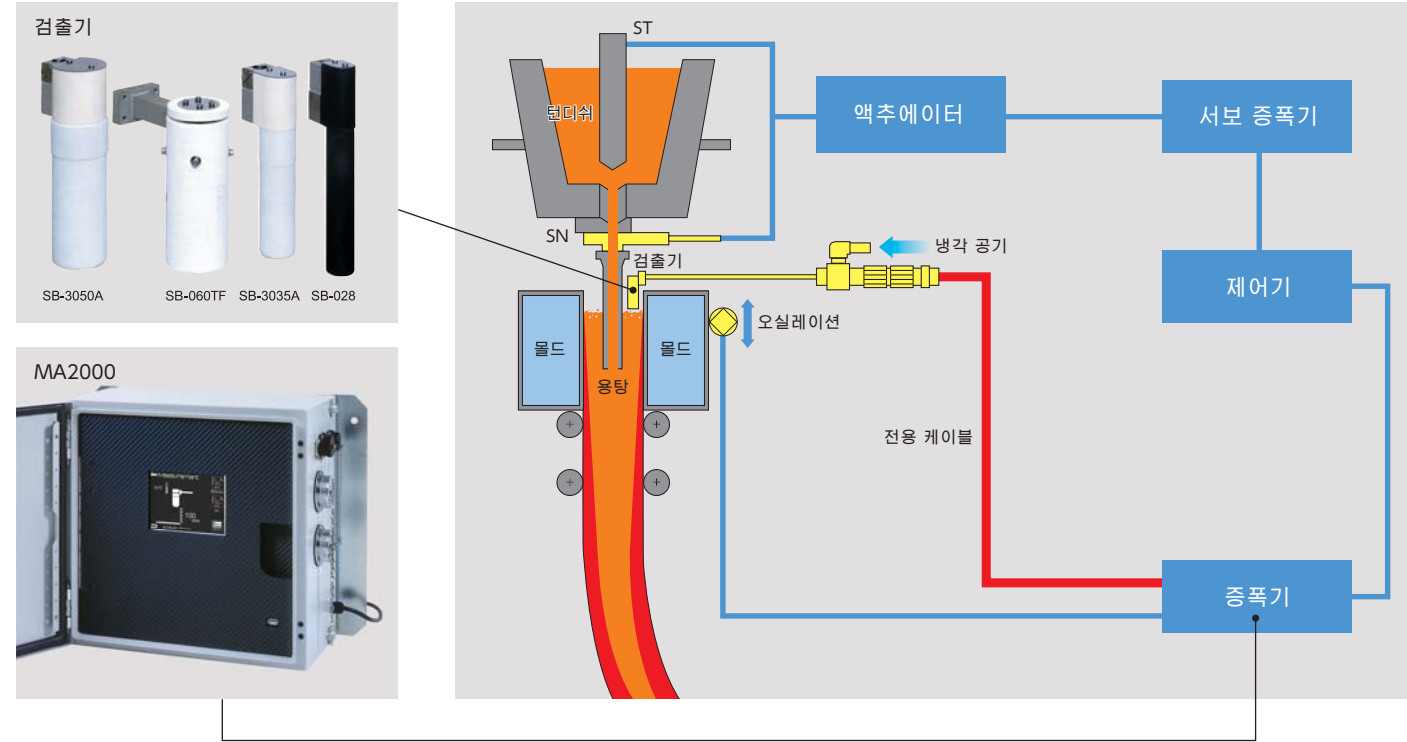 검출기
SB-3050A
SB-060TF
SB-3035A
SB-028
MA2000
Measurement
100
ST
턴디쉬
SN
검출기
몰드
몰드
용탕
오실레이션
냉각 공기
전용 케이블
액추에이터
서보 증폭기
제어기
증폭기